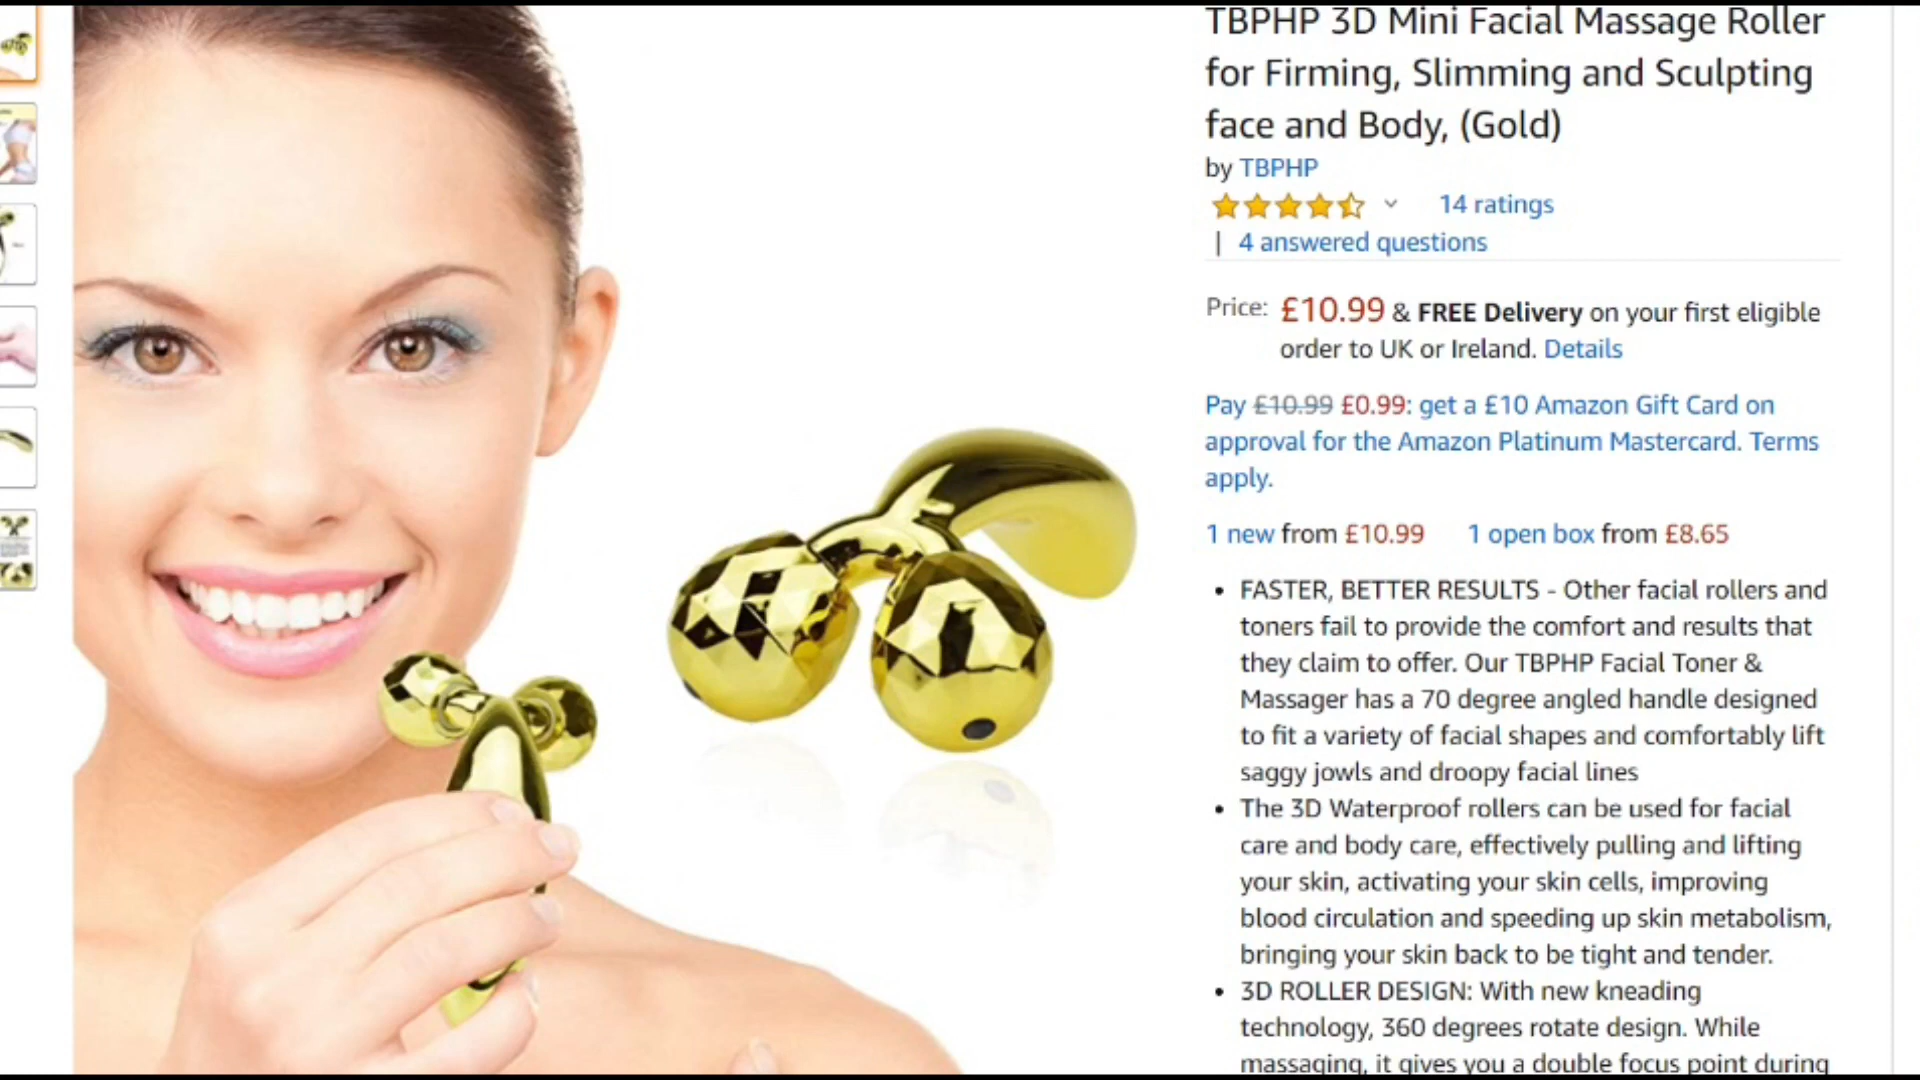 TBPHP 3D Mini Facial Massage Roller
for Firming, Slimming and Sculpting
face and Body, (Gold)
by TBPHP
14 ratings
| 4 answered questions
Price: £10.99 & FREE Delivery on your first eligible
order to UK or Ireland. Details
Pay £10.99 £0.99: get a £10 Amazon Gift Card on
approval for the Amazon Platinum Mastercard. Terms
apply.
1 new from £10.99 1 open box from £8.65
• FASTER, BETTER RESULTS - Other facial rollers and
toners fail to provide the comfort and results that
they claim to offer. Our TBPHP Facial Toner &
Massager has a 70 degree angled handle designed
to fit a variety of facial shapes and comfortably lift
saggy jowls and droopy facial lines
• The 3D Waterproof rollers can be used for facial
care and body care, effectively pulling and lifting
your skin, activating your skin cells, improving
blood circulation and speeding up skin metabolism,
bringing your skin back to be tight and tender.
• 3D ROLLER DESIGN: With new kneading
technology, 360 degrees rotate design. While
massaging, it gives you a double focus point during